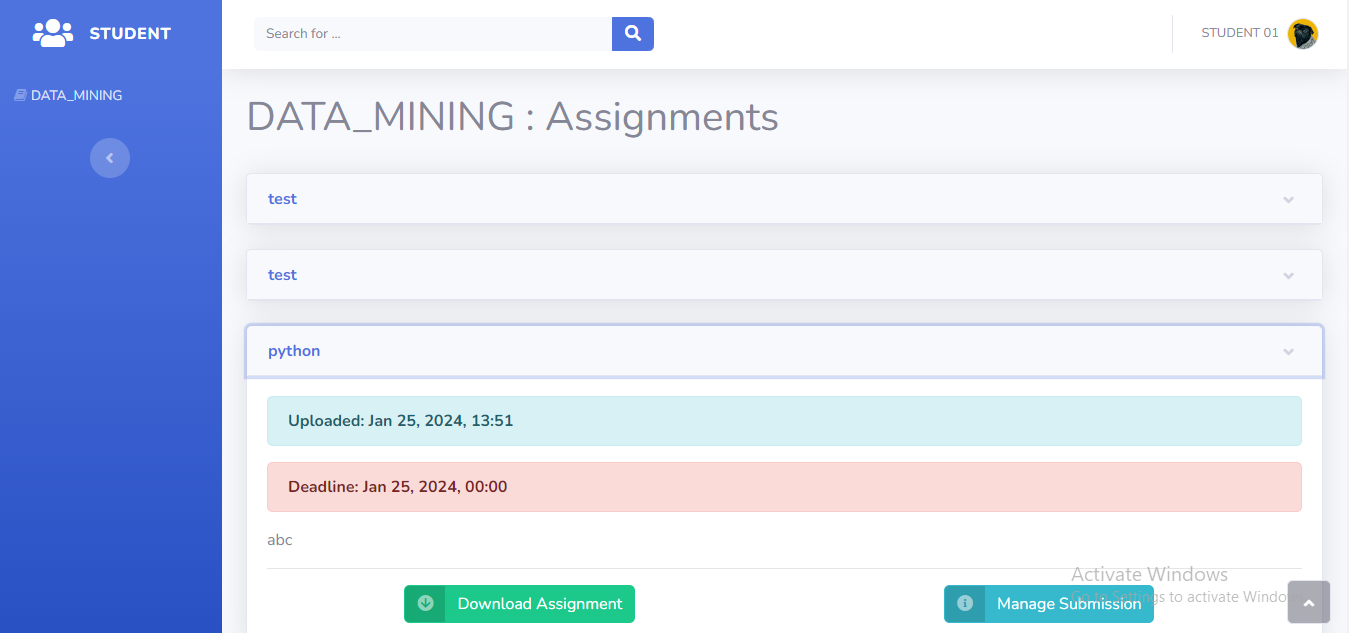 STUDENT
Search for ...
STUDENT 01
DATA_MINING
DATA_MINING : Assignments
test
test
python
Uploaded: Jan 25, 2024, 13:51
Deadline: Jan 25, 2024, 00:00
abc
Download Assignment
Manage Submission
Activate Windows
Go to Settings to activate Windo